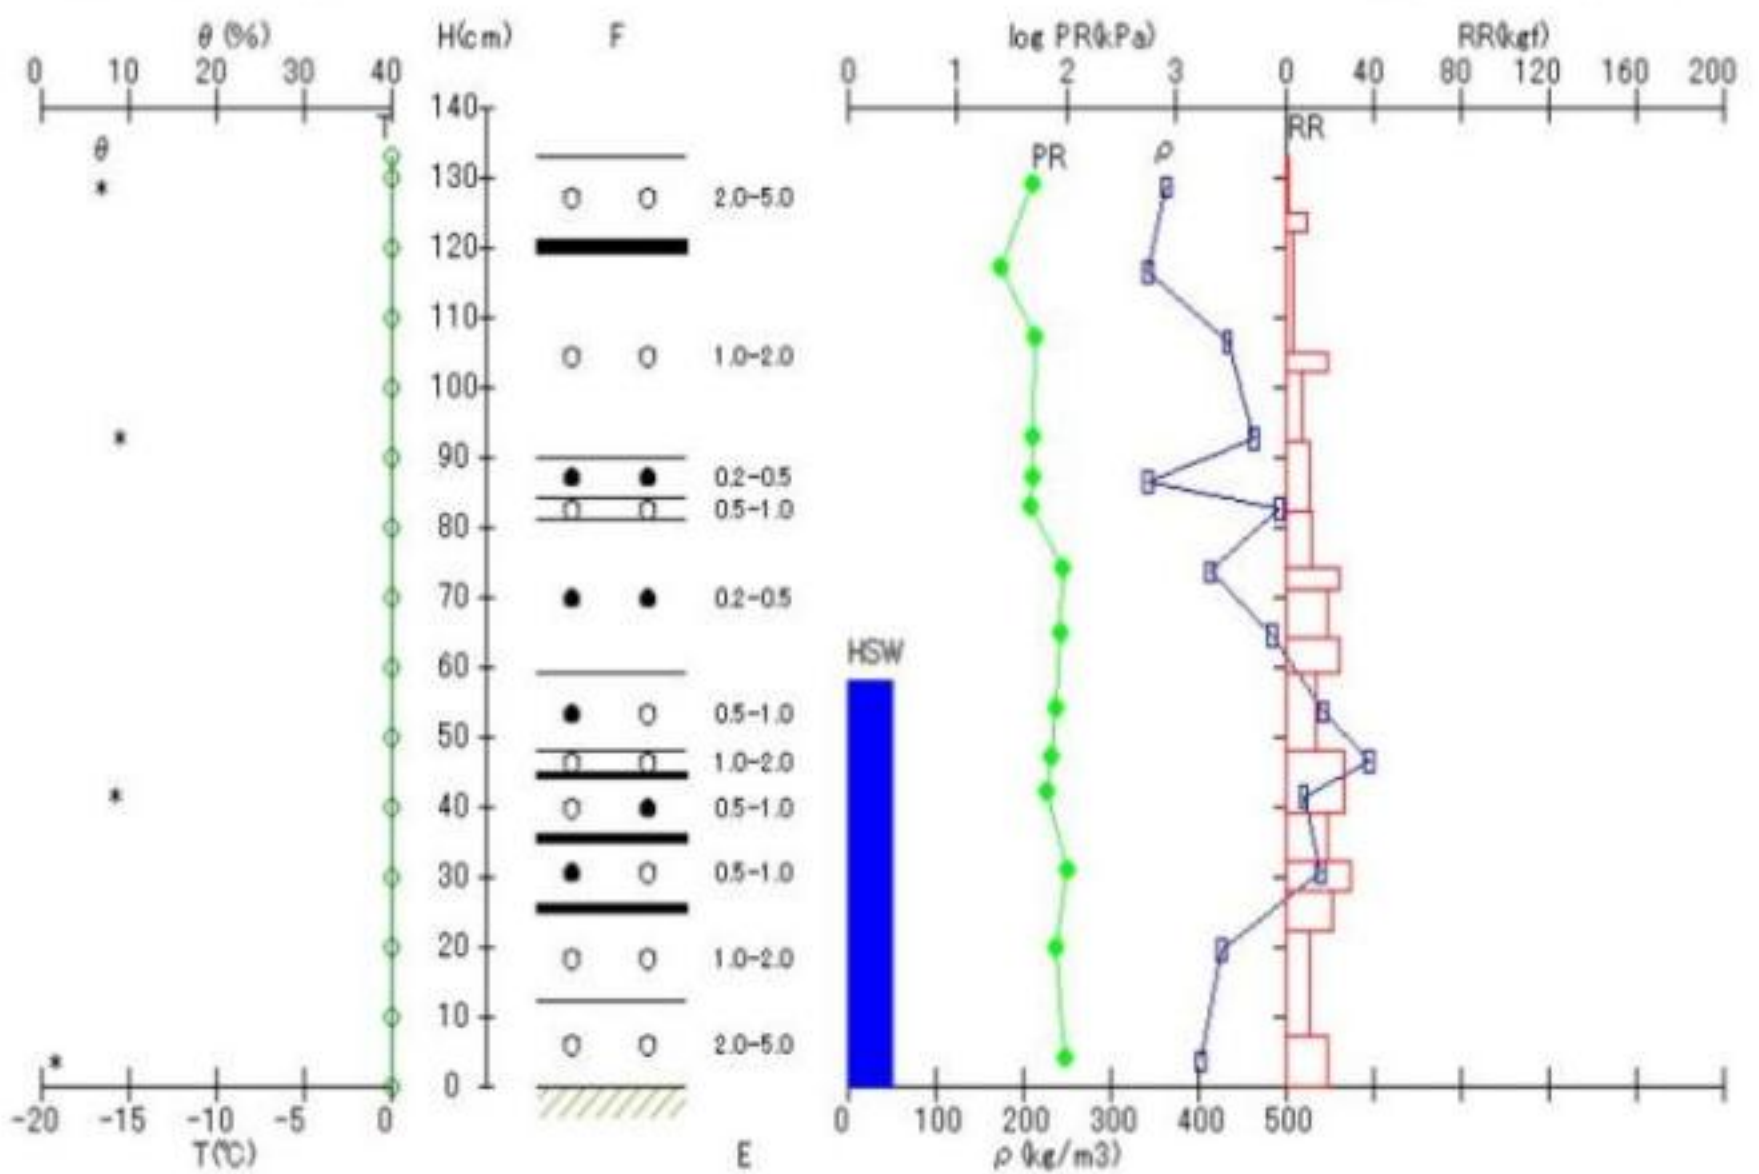 θ (%) H(cm) F log PR(kPa) RR(kgf)
0 10 20 30 40 0 1 2 3 0 40 80 120 160 200
140
T
RR
θ PR ρ
130
2.0-5.0
120
110
1.0-2.0
100
90
0.2-0.5
0.5-1.0
80
70 0.2-0.5
HSW
60
0.5-1.0
50
1.0-2.0
40 0.5-1.0
30 0.5-1.0
20
1.0-2.0
10
2.0-5.0
0
-20 -15 -10 -5 0 0 100 200 300 400 500
T(℃) E ρ (kg/m3)